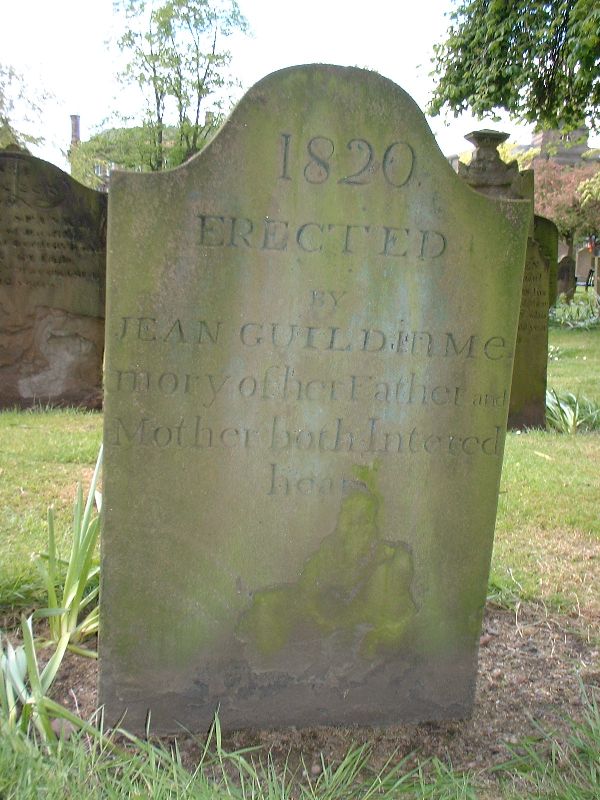 1820
ERECTED
BY
JEAN GUILD in Me
mory of her Father and
Mother both Intered
hear